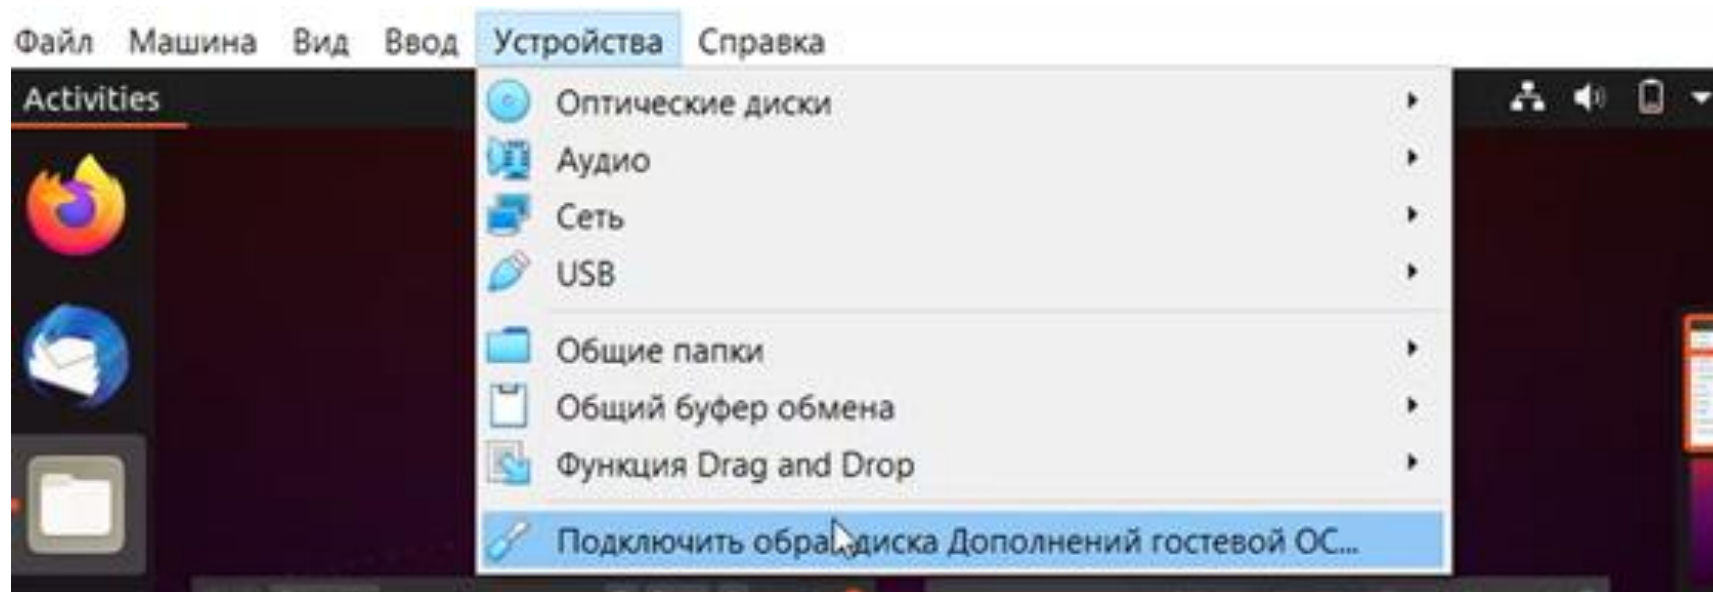 Файл Машина Вид Ввод Устройства Справка
Activities
Оптические диски
Аудио
Сеть
USB
Общие папки
Общий буфер обмена
Функция Drag and Drop
Подключить образ диска Дополнений гостевой ОС...